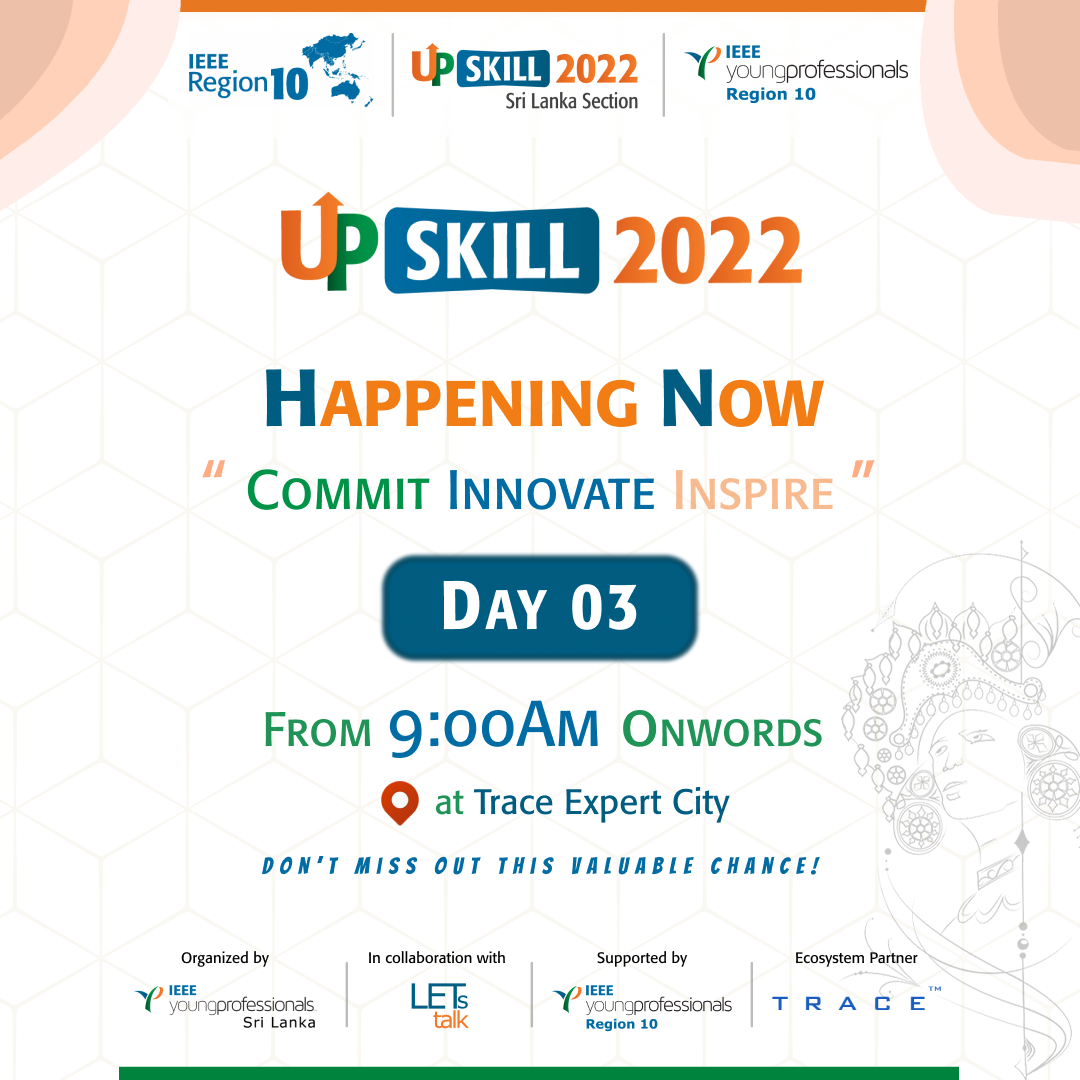 IEEE
Region 10
UP SKILL 2022
Sri Lanka Section
IEEE
youngprofessionals
Region 10
UP SKILL 2022
HAPPENING NOW
“ COMMIT INNOVATE INSPIRE ”
DAY 03
FROM 9:00AM ONWORDS
at Trace Expert City
DON'T MISS OUT THIS VALUABLE CHANCE!
Organized by
IEEE
youngprofessionals
Sri Lanka
In collaboration with
LETs
talk
Supported by
IEEE
youngprofessionals
Region 10
Ecosystem Partner
TRACE™